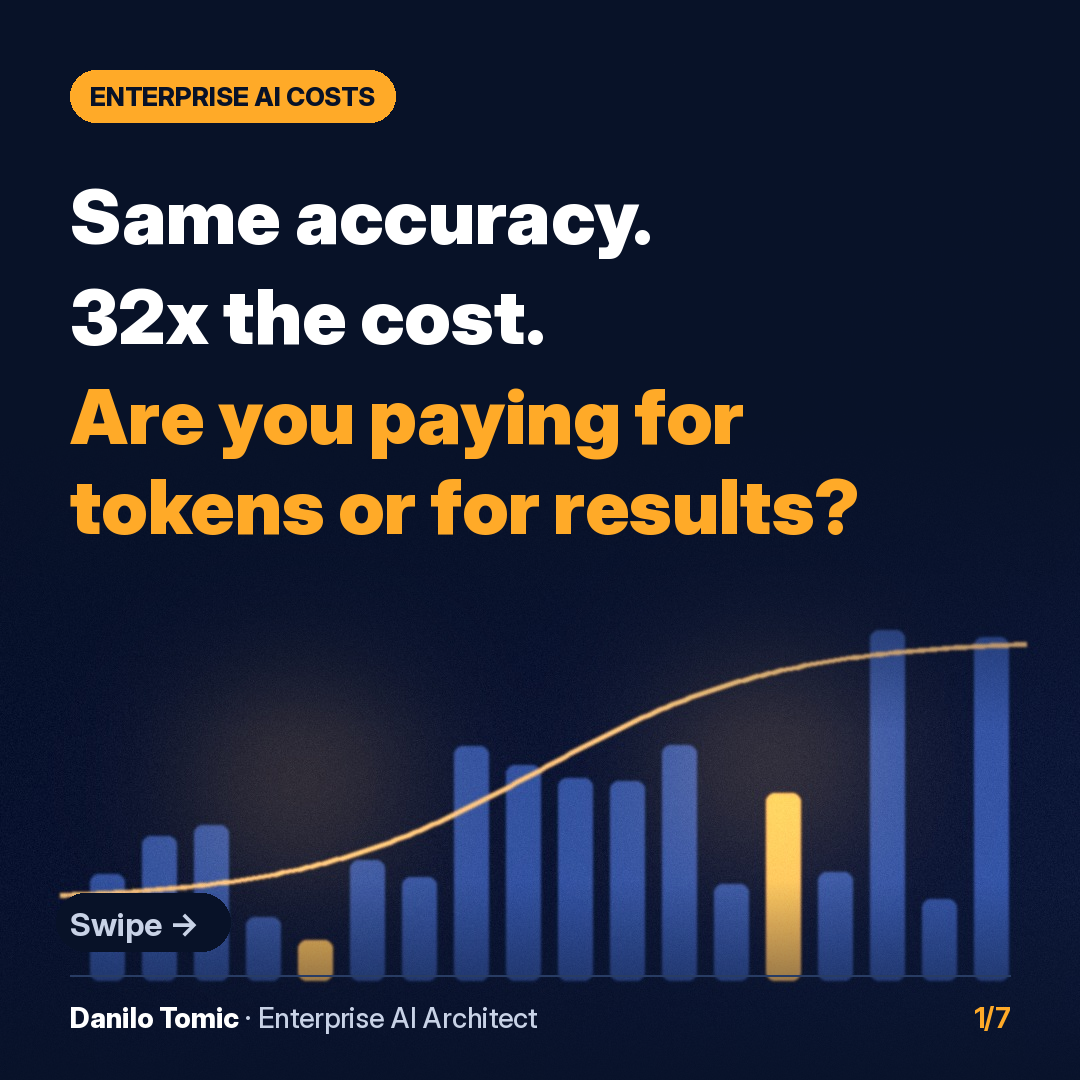 ENTERPRISE AI COSTS
Same accuracy.
32x the cost.
Are you paying for
tokens or for results?
Swipe →
Danilo Tomic · Enterprise AI Architect
1/7